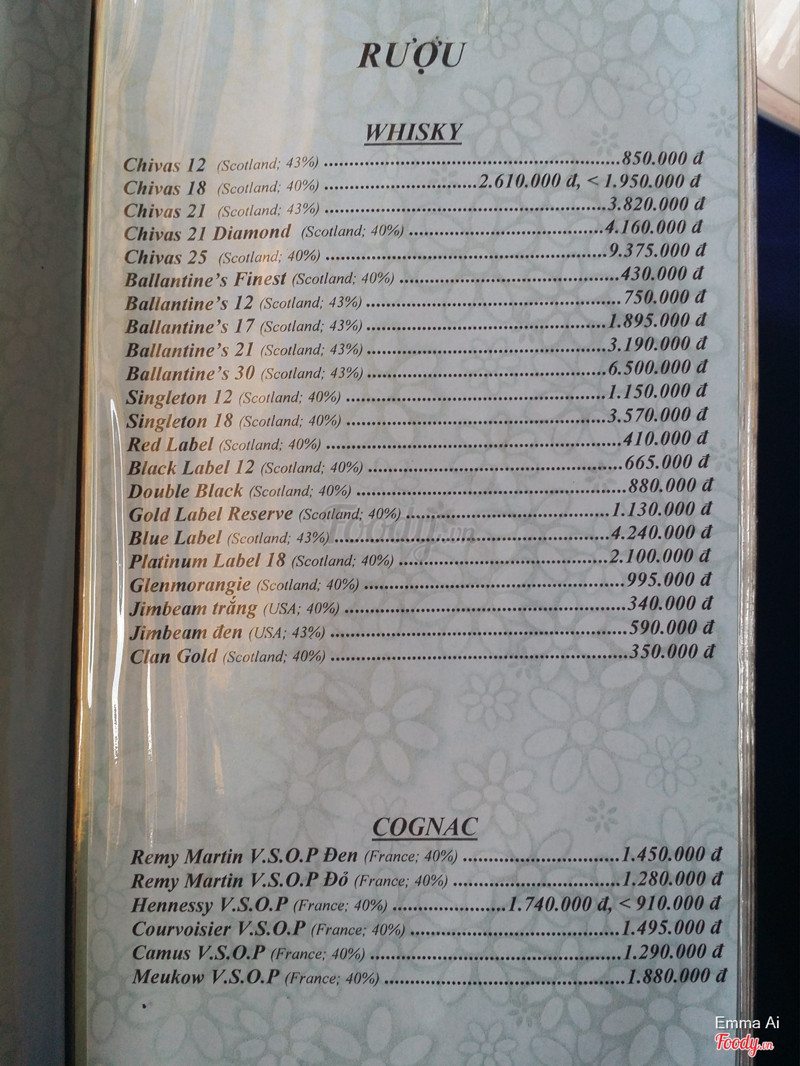 RƯỢU
WHISKY
Chivas 12 (Scotland; 43%) ............ 850.000 đ
Chivas 18 (Scotland; 40%) ............ 2.610.000 đ, < 1.950.000 đ
Chivas 21 (Scotland; 43%) ............ 3.820.000 đ
Chivas 21 Diamond (Scotland; 40%) ............ 4.160.000 đ
Chivas 25 (Scotland; 40%) ............ 9.375.000 đ
Ballantine's Finest (Scotland; 40%) ............ 430.000 đ
Ballantine's 12 (Scotland; 43%) ............ 750.000 đ
Ballantine's 17 (Scotland; 43%) ............ 1.895.000 đ
Ballantine's 21 (Scotland; 43%) ............ 3.190.000 đ
Ballantine's 30 (Scotland; 43%) ............ 6.500.000 đ
Singleton 12 (Scotland; 40%) ............ 1.150.000 đ
Singleton 18 (Scotland; 40%) ............ 3.570.000 đ
Red Label (Scotland; 40%) ............ 410.000 đ
Black Label 12 (Scotland; 40%) ............ 665.000 đ
Double Black (Scotland; 40%) ............ 880.000 đ
Gold Label Reserve (Scotland; 40%) ............ 1.130.000 đ
Blue Label (Scotland; 43%) ............ 4.240.000 đ
Platinum Label 18 (Scotland; 40%) ............ 2.100.000 đ
Glenmorangie (Scotland; 40%) ............ 995.000 đ
Jimbeam trắng (USA; 40%) ............ 340.000 đ
Jimbeam đen (USA; 43%) ............ 590.000 đ
Clan Gold (Scotland; 40%) ............ 350.000 đ
COGNAC
Remy Martin V.S.O.P Đen (France; 40%) ............ 1.450.000 đ
Remy Martin V.S.O.P Đỏ (France; 40%) ............ 1.280.000 đ
Hennessy V.S.O.P (France; 40%) ............ 1.740.000 đ, < 910.000 đ
Courvoisier V.S.O.P (France; 40%) ............ 1.495.000 đ
Camus V.S.O.P (France; 40%) ............ 1.290.000 đ
Meukow V.S.O.P (France; 40%) ............ 1.880.000 đ
Emma Ai
Foody.vn